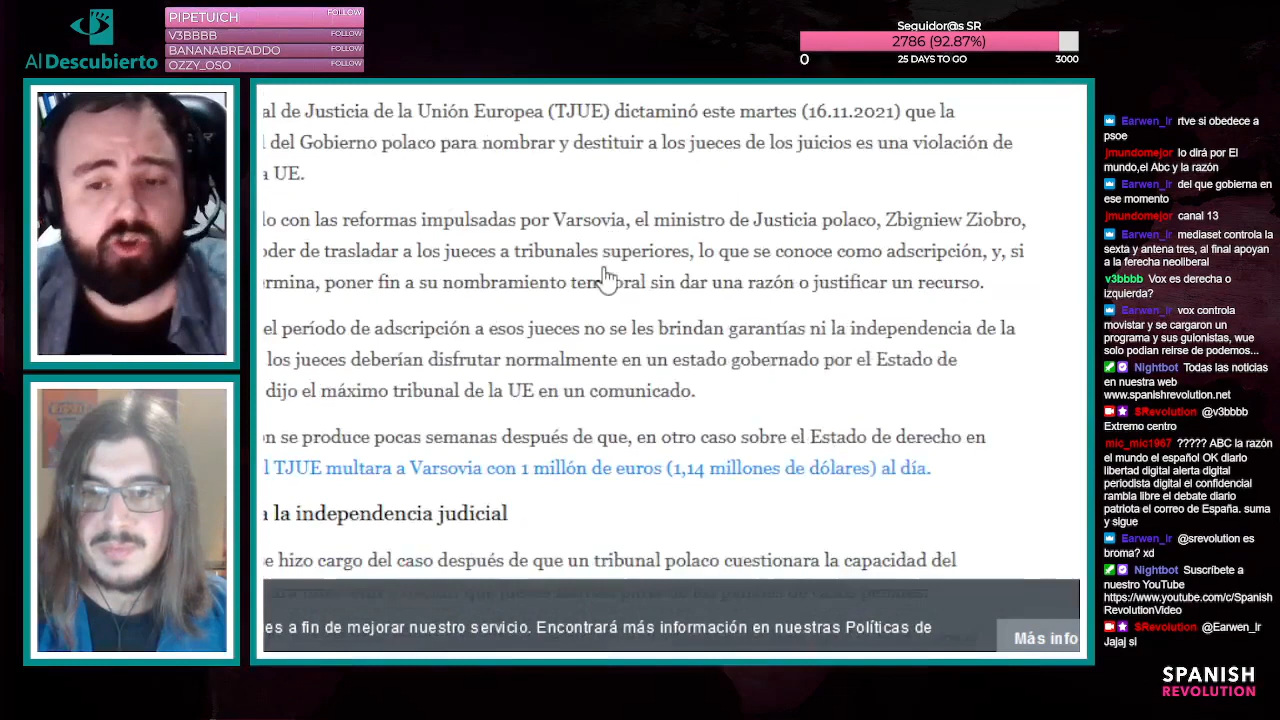 Al Descubierto
PIPETUICH FOLLOW
V3BBBB FOLLOW
BANANABREADDO FOLLOW
OZZY_OSO FOLLOW
Seguidor@s SR
2786 (92.87%)
0 25 DAYS TO GO 3000
al de Justicia de la Unión Europea (TJUE) dictaminó este martes (16.11.2021) que la
l del Gobierno polaco para nombrar y destituir a los jueces de los juicios es una violación de
a UE.
lo con las reformas impulsadas por Varsovia, el ministro de Justicia polaco, Zbigniew Ziobro,
oder de trasladar a los jueces a tribunales superiores, lo que se conoce como adscripción, y, si
ermina, poner fin a su nombramiento temporal sin dar una razón o justificar un recurso.
el período de adscripción a esos jueces no se les brindan garantías ni la independencia de la
los jueces deberían disfrutar normalmente en un estado gobernado por el Estado de
dijo el máximo tribunal de la UE en un comunicado.
ón se produce pocas semanas después de que, en otro caso sobre el Estado de derecho en
l TJUE multara a Varsovia con 1 millón de euros (1,14 millones de dólares) al día.
a la independencia judicial
se hizo cargo del caso después de que un tribunal polaco cuestionara la capacidad del
es a fin de mejorar nuestro servicio. Encontrará más información en nuestras Políticas de
Más info
Earwen_lr rtve si obedece a
psoe
jmundomejor lo dirá por El
mundo,el Abc y la razón
Earwen_lr del que gobierna en
ese momento
jmundomejor canal 13
Earwen_lr mediaset controla la
sexta y antena tres, al final apoyan
a la ferecha neoliberal
v3bbbb Vox es derecha o
izquierda?
Earwen_lr vox controla
movistar y se cargaron un
programa y sus guionistas, wue
solo podian reirse de podemos...
Nightbot Todas las noticias
en nuestra web
www.spanishrevolution.net
SRevolution @v3bbbb
Extremo centro
mic_mic1967 ????? ABC la razón
el mundo el español OK diario
libertad digital alerta digital
periodista digital el confidencial
rambla libre el debate diario
patriota el correo de España. suma
y sigue
Earwen_lr @srevolution es
broma? xd
Nightbot Suscríbete a
nuestro YouTube
https://www.youtube.com/c/Spanish
RevolutionVideo
SRevolution @Earwen_lr
Jajaj si
SPANISH
REVOLUTION